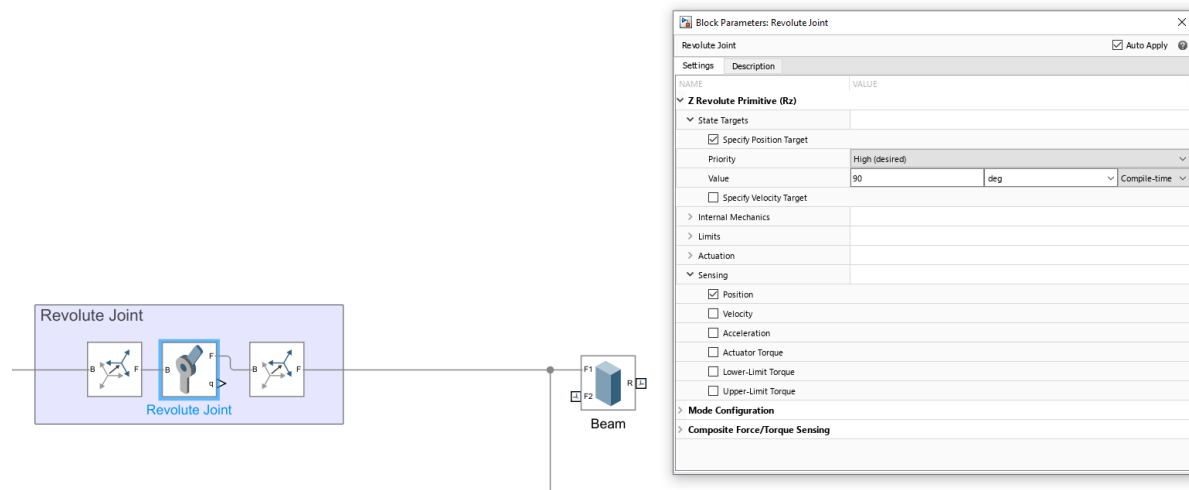 Block Parameters: Revolute Joint
Revolute Joint
Auto Apply
Settings Description
NAME VALUE
Z Revolute Primitive (Rz)
State Targets
Specify Position Target
Priority High (desired)
Value 90 deg Compile-time
Specify Velocity Target
Internal Mechanics
Limits
Actuation
Sensing
Position
Velocity
Acceleration
Actuator Torque
Lower-Limit Torque
Upper-Limit Torque
Mode Configuration
Composite Force/Torque Sensing
Revolute Joint
B F B F q B F
Revolute Joint
F1 R
F2
Beam